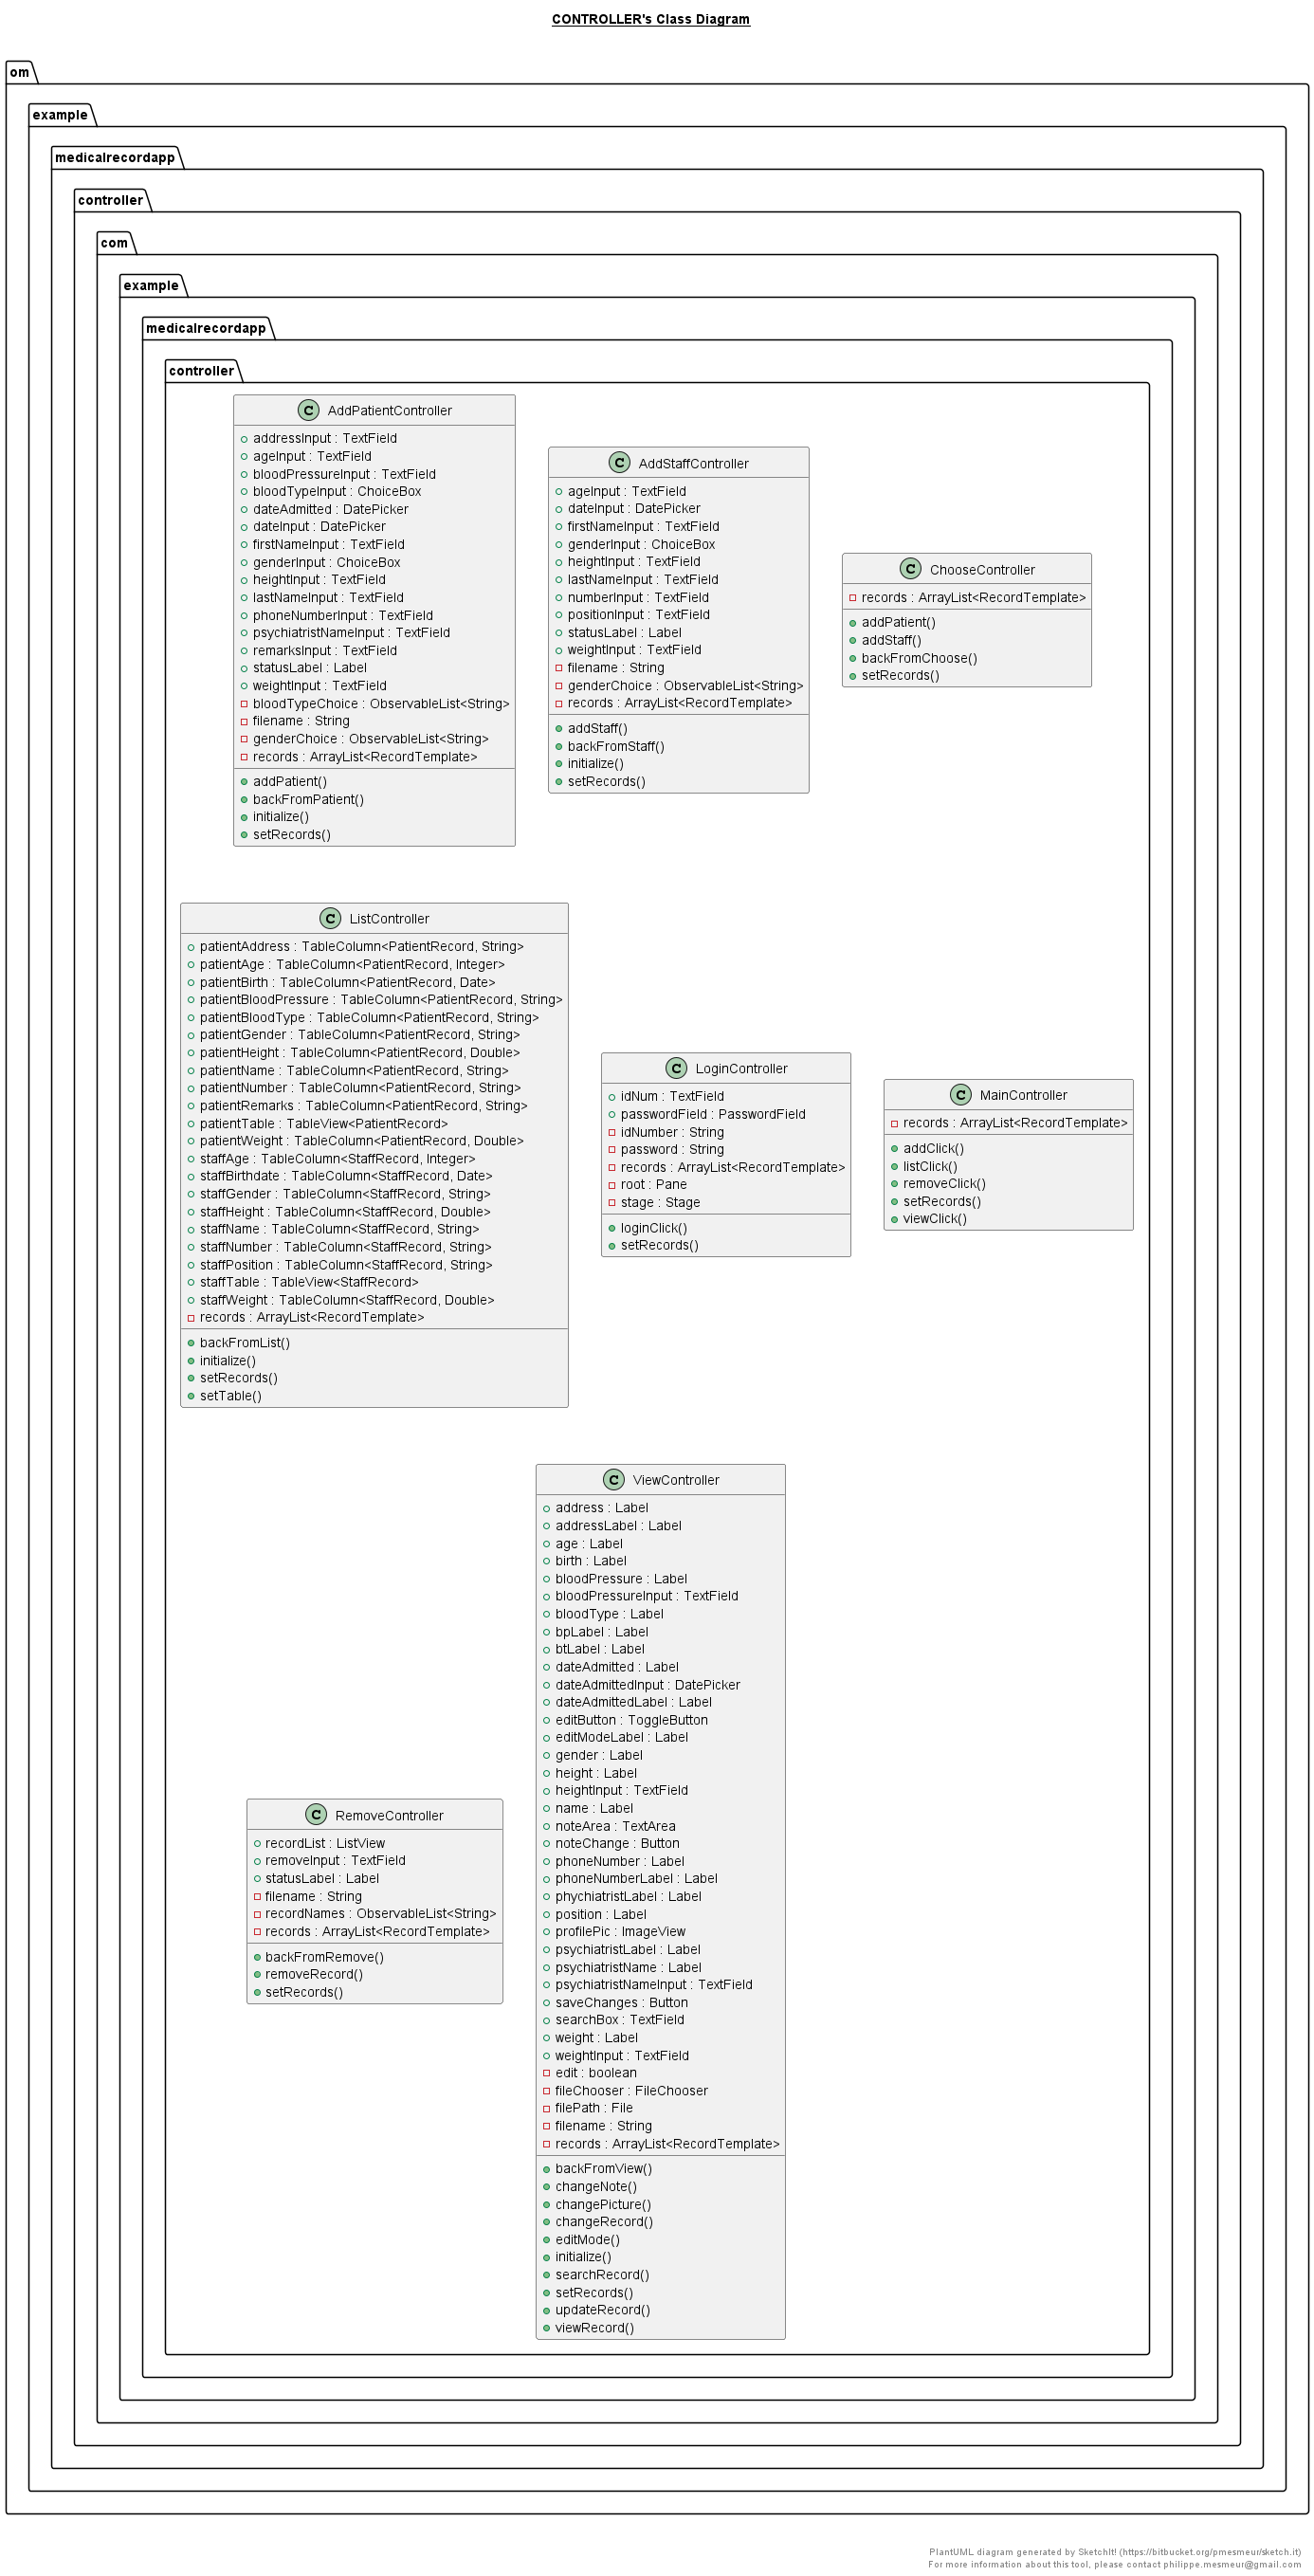 CONTROLLER's Class Diagram
om
example
medicalrecordapp
controller
com
example
medicalrecordapp
controller
C AddPatientController
addressInput : TextField
ageInput : TextField
bloodPressureInput : TextField
bloodTypeInput : ChoiceBox
dateAdmitted : DatePicker
dateInput : DatePicker
firstNameInput : TextField
genderInput : ChoiceBox
heightInput : TextField
lastNameInput : TextField
phoneNumberInput : TextField
psychiatristNameInput : TextField
remarksInput : TextField
statusLabel : Label
weightInput : TextField
bloodTypeChoice : ObservableList<String>
filename : String
genderChoice : ObservableList<String>
records : ArrayList<RecordTemplate>
addPatient()
backFromPatient()
initialize()
setRecords()
C AddStaffController
ageInput : TextField
dateInput : DatePicker
firstNameInput : TextField
genderInput : ChoiceBox
heightInput : TextField
lastNameInput : TextField
numberInput : TextField
positionInput : TextField
statusLabel : Label
weightInput : TextField
filename : String
genderChoice : ObservableList<String>
records : ArrayList<RecordTemplate>
addStaff()
backFromStaff()
initialize()
setRecords()
C ChooseController
records : ArrayList<RecordTemplate>
addPatient()
addStaff()
backFromChoose()
setRecords()
C ListController
patientAddress : TableColumn<PatientRecord, String>
patientAge : TableColumn<PatientRecord, Integer>
patientBirth : TableColumn<PatientRecord, Date>
patientBloodPressure : TableColumn<PatientRecord, String>
patientBloodType : TableColumn<PatientRecord, String>
patientGender : TableColumn<PatientRecord, String>
patientHeight : TableColumn<PatientRecord, Double>
patientName : TableColumn<PatientRecord, String>
patientNumber : TableColumn<PatientRecord, String>
patientRemarks : TableColumn<PatientRecord, String>
patientTable : TableView<PatientRecord>
patientWeight : TableColumn<PatientRecord, Double>
staffAge : TableColumn<StaffRecord, Integer>
staffBirthdate : TableColumn<StaffRecord, Date>
staffGender : TableColumn<StaffRecord, String>
staffHeight : TableColumn<StaffRecord, Double>
staffName : TableColumn<StaffRecord, String>
staffNumber : TableColumn<StaffRecord, String>
staffPosition : TableColumn<StaffRecord, String>
staffTable : TableView<StaffRecord>
staffWeight : TableColumn<StaffRecord, Double>
records : ArrayList<RecordTemplate>
backFromList()
initialize()
setRecords()
setTable()
C LoginController
idNum : TextField
passwordField : PasswordField
idNumber : String
password : String
records : ArrayList<RecordTemplate>
root : Pane
stage : Stage
loginClick()
setRecords()
C MainController
records : ArrayList<RecordTemplate>
addClick()
listClick()
removeClick()
setRecords()
viewClick()
C RemoveController
recordList : ListView
removeInput : TextField
statusLabel : Label
filename : String
recordNames : ObservableList<String>
records : ArrayList<RecordTemplate>
backFromRemove()
removeRecord()
setRecords()
C ViewController
address : Label
addressLabel : Label
age : Label
birth : Label
bloodPressure : Label
bloodPressureInput : TextField
bloodType : Label
bpLabel : Label
btLabel : Label
dateAdmitted : Label
dateAdmittedInput : DatePicker
dateAdmittedLabel : Label
editButton : ToggleButton
editModeLabel : Label
gender : Label
height : Label
heightInput : TextField
name : Label
noteArea : TextArea
noteChange : Button
phoneNumber : Label
phoneNumberLabel : Label
phychiatristLabel : Label
position : Label
profilePic : ImageView
psychiatristLabel : Label
psychiatristName : Label
psychiatristNameInput : TextField
saveChanges : Button
searchBox : TextField
weight : Label
weightInput : TextField
edit : boolean
fileChooser : FileChooser
filePath : File
filename : String
records : ArrayList<RecordTemplate>
backFromView()
changeNote()
changePicture()
changeRecord()
editMode()
initialize()
searchRecord()
setRecords()
updateRecord()
viewRecord()
PlantUML diagram generated by SketchIt! (https://bitbucket.org/pmesmeur/sketch.it)
For more information about this tool, please contact philippe.mesmeur@gmail.com